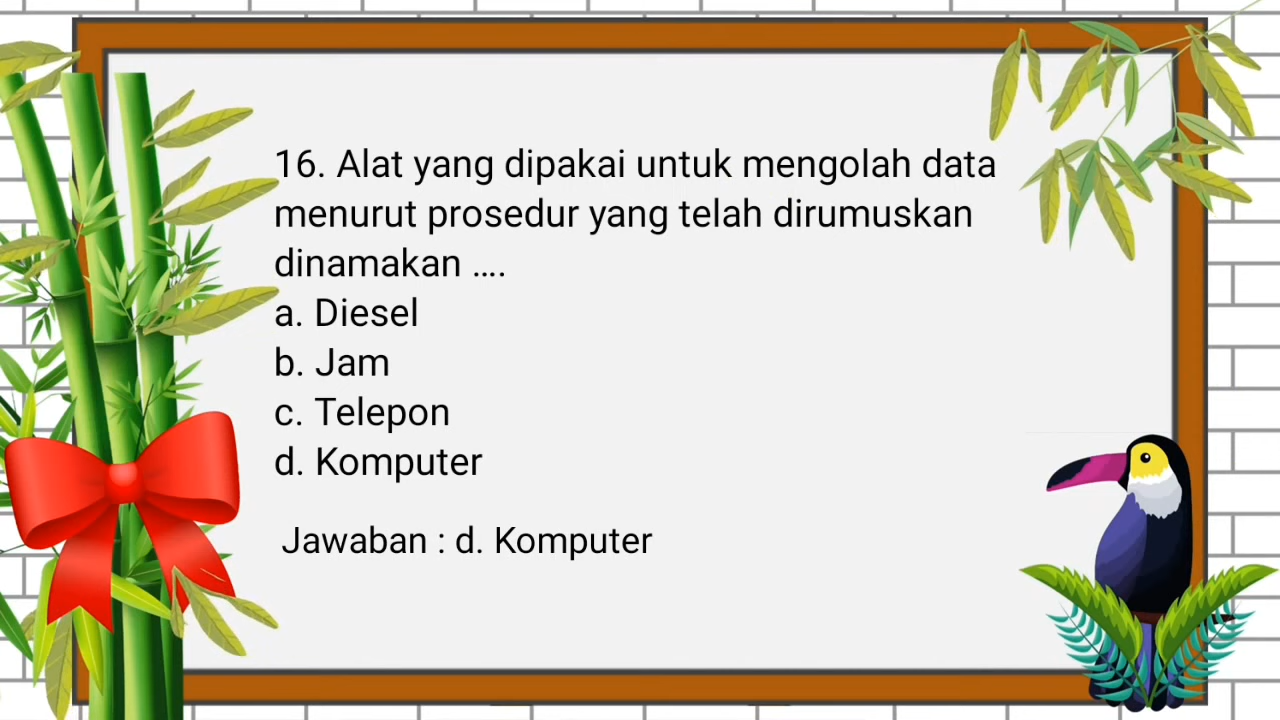 16. Alat yang dipakai untuk mengolah data
menurut prosedur yang telah dirumuskan
dinamakan ....
a. Diesel
b. Jam
c. Telepon
d. Komputer
Jawaban : d. Komputer